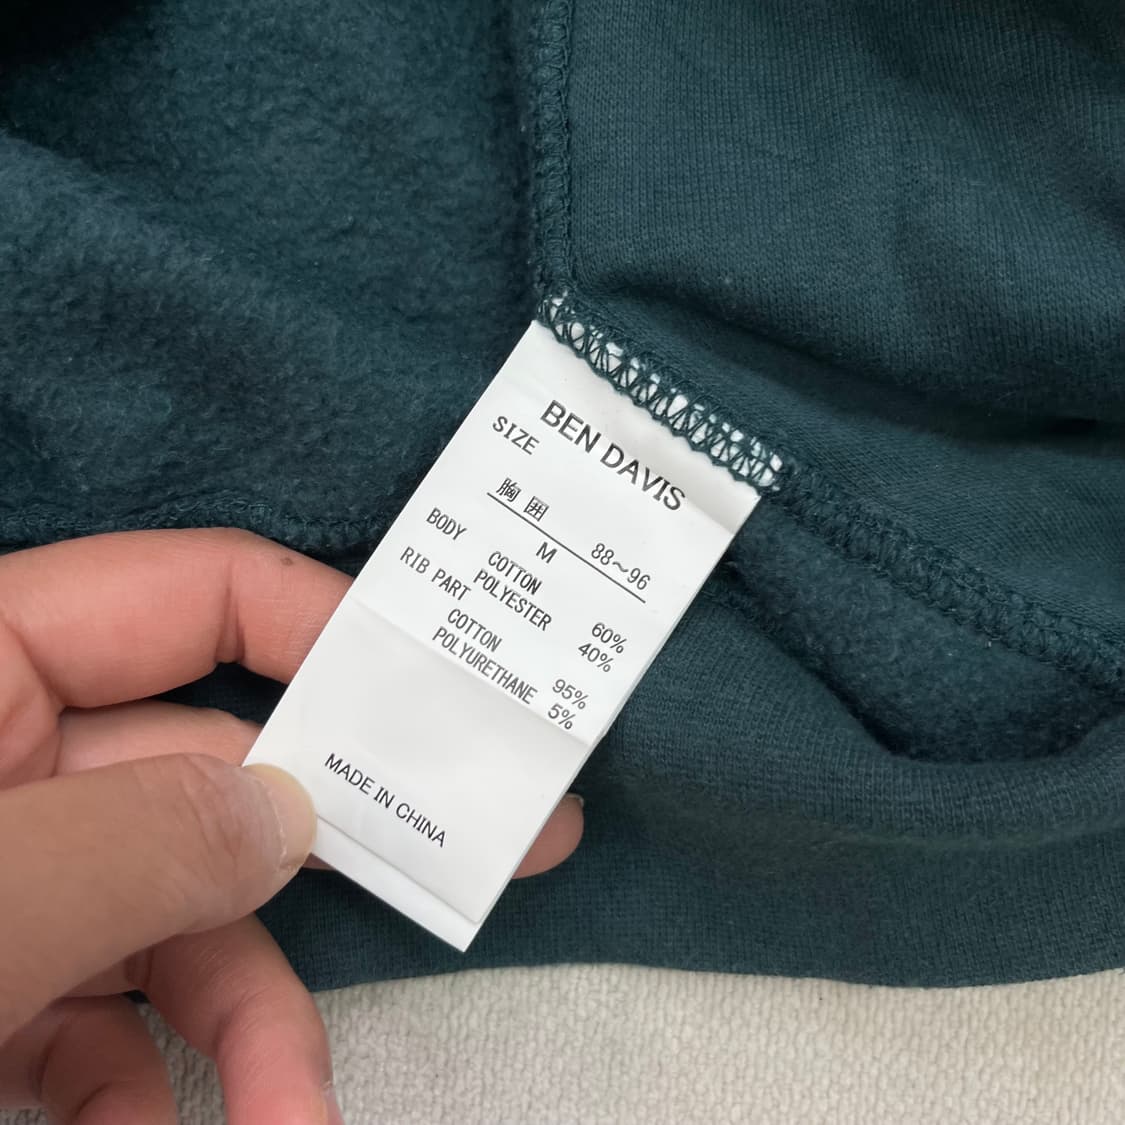 BEN DAVIS
SIZE
胸囲 88～96
M
BODY
COTTON 60%
POLYESTER 40%
RIB PART
COTTON 95%
POLYURETHANE 5%
MADE IN CHINA